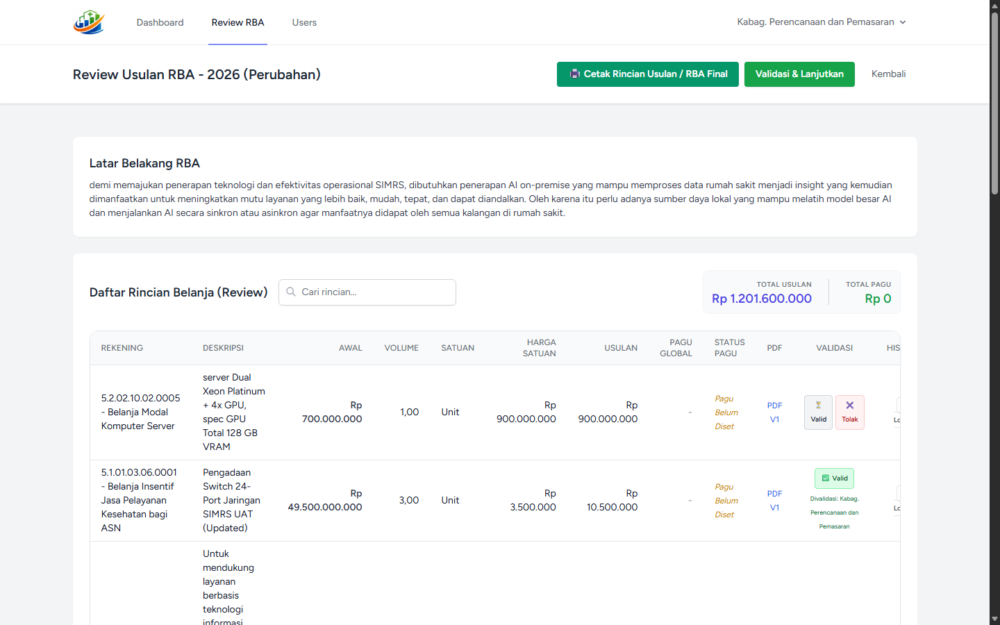 Dashboard
Review RBA
Users
Kabag. Perencanaan dan Pemasaran
Review Usulan RBA - 2026 (Perubahan)
Cetak Rincian Usulan / RBA Final
Validasi & Lanjutkan
Kembali
Latar Belakang RBA
demi memajukan penerapan teknologi dan efektivitas operasional SIMRS, dibutuhkan penerapan AI on-premise yang mampu memproses data rumah sakit menjadi insight yang kemudian
dimanfaatkan untuk meningkatkan mutu layanan yang lebih baik, mudah, tepat, dan dapat diandalkan. Oleh karena itu perlu adanya sumber daya lokal yang mampu melatih model besar AI
dan menjalankan AI secara sinkron atau asinkron agar manfaatnya didapat oleh semua kalangan di rumah sakit.
Daftar Rincian Belanja (Review)
Cari rincian...
TOTAL USULAN
Rp 1.201.600.000
TOTAL PAGU
Rp 0
REKENING
DESKRIPSI
AWAL
VOLUME
SATUAN
HARGA
SATUAN
USULAN
PAGU
GLOBAL
STATUS
PAGU
PDF
VALIDASI
HIS
5.2.02.10.02.0005
- Belanja Modal
Komputer Server
server Dual
Xeon Platinum
+ 4x GPU,
spec GPU
Total 128 GB
VRAM
Rp
700.000.000
1,00
Unit
Rp
900.000.000
Rp
900.000.000
-
Pagu
Belum
Diset
PDF
V1
Valid
Tolak
Lo
5.1.01.03.06.0001
- Belanja Insentif
Jasa Pelayanan
Kesehatan bagi
ASN
Pengadaan
Switch 24-
Port Jaringan
SIMRS UAT
(Updated)
Rp
49.500.000.000
3,00
Unit
Rp
3.500.000
Rp
10.500.000
-
Pagu
Belum
Diset
PDF
V1
Valid
Divalidasi: Kabag.
Perencanaan dan
Pemasaran
Lo
Untuk
mendukung
layanan
berbasis
teknologi
informasi